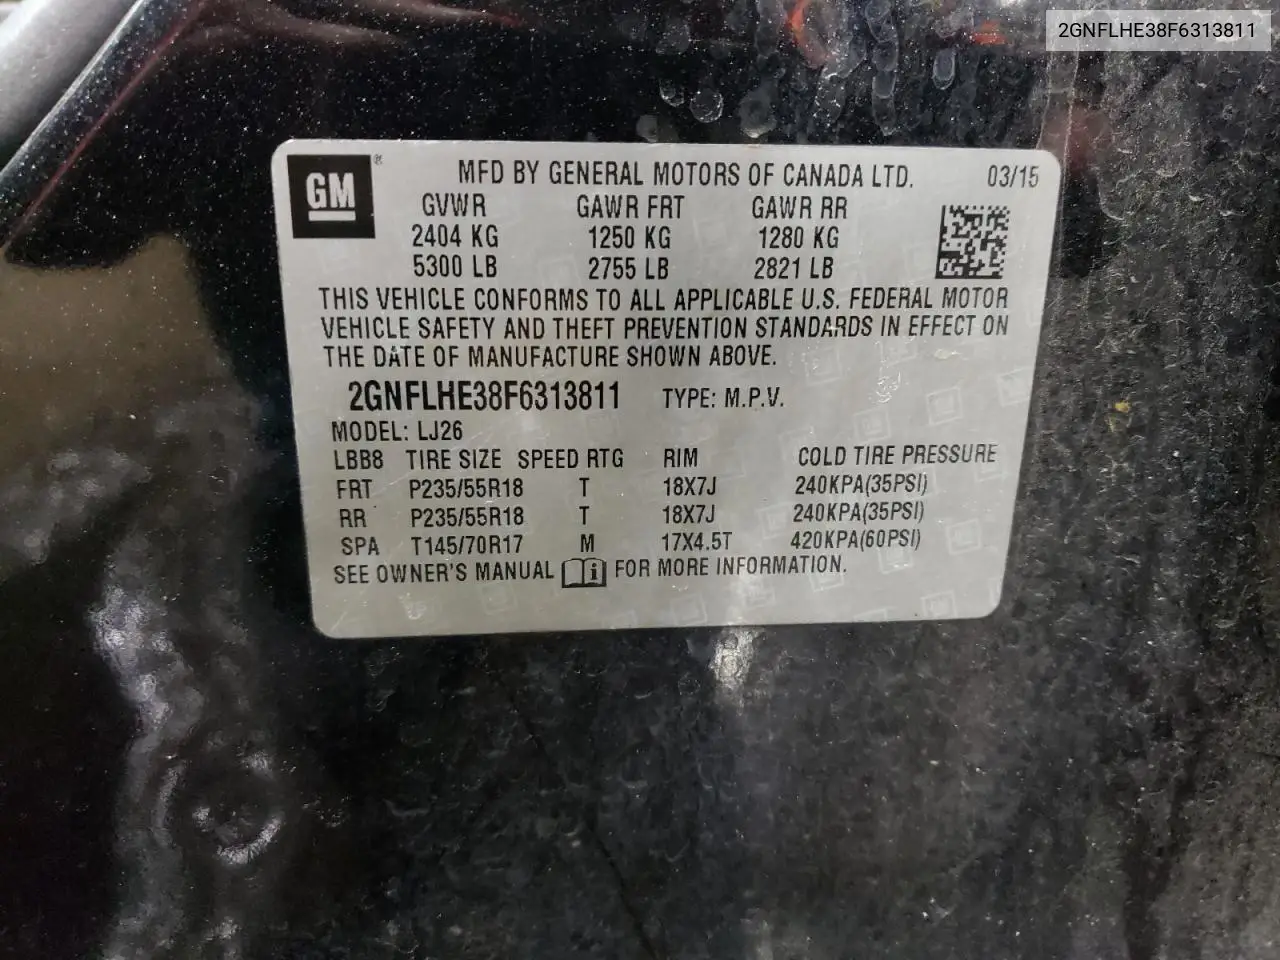 2GNFLHE38F6313811
GM ®
MFD BY GENERAL MOTORS OF CANADA LTD. 03/15
GVWR GAWR FRT GAWR RR
2404 KG 1250 KG 1280 KG
5300 LB 2755 LB 2821 LB
THIS VEHICLE CONFORMS TO ALL APPLICABLE U.S. FEDERAL MOTOR
VEHICLE SAFETY AND THEFT PREVENTION STANDARDS IN EFFECT ON
THE DATE OF MANUFACTURE SHOWN ABOVE.
2GNFLHE38F6313811 TYPE: M.P.V.
MODEL: LJ26
LBB8 TIRE SIZE SPEED RTG RIM COLD TIRE PRESSURE
FRT P235/55R18 T 18X7J 240KPA(35PSI)
RR P235/55R18 T 18X7J 240KPA(35PSI)
SPA T145/70R17 M 17X4.5T 420KPA(60PSI)
SEE OWNER'S MANUAL i FOR MORE INFORMATION.